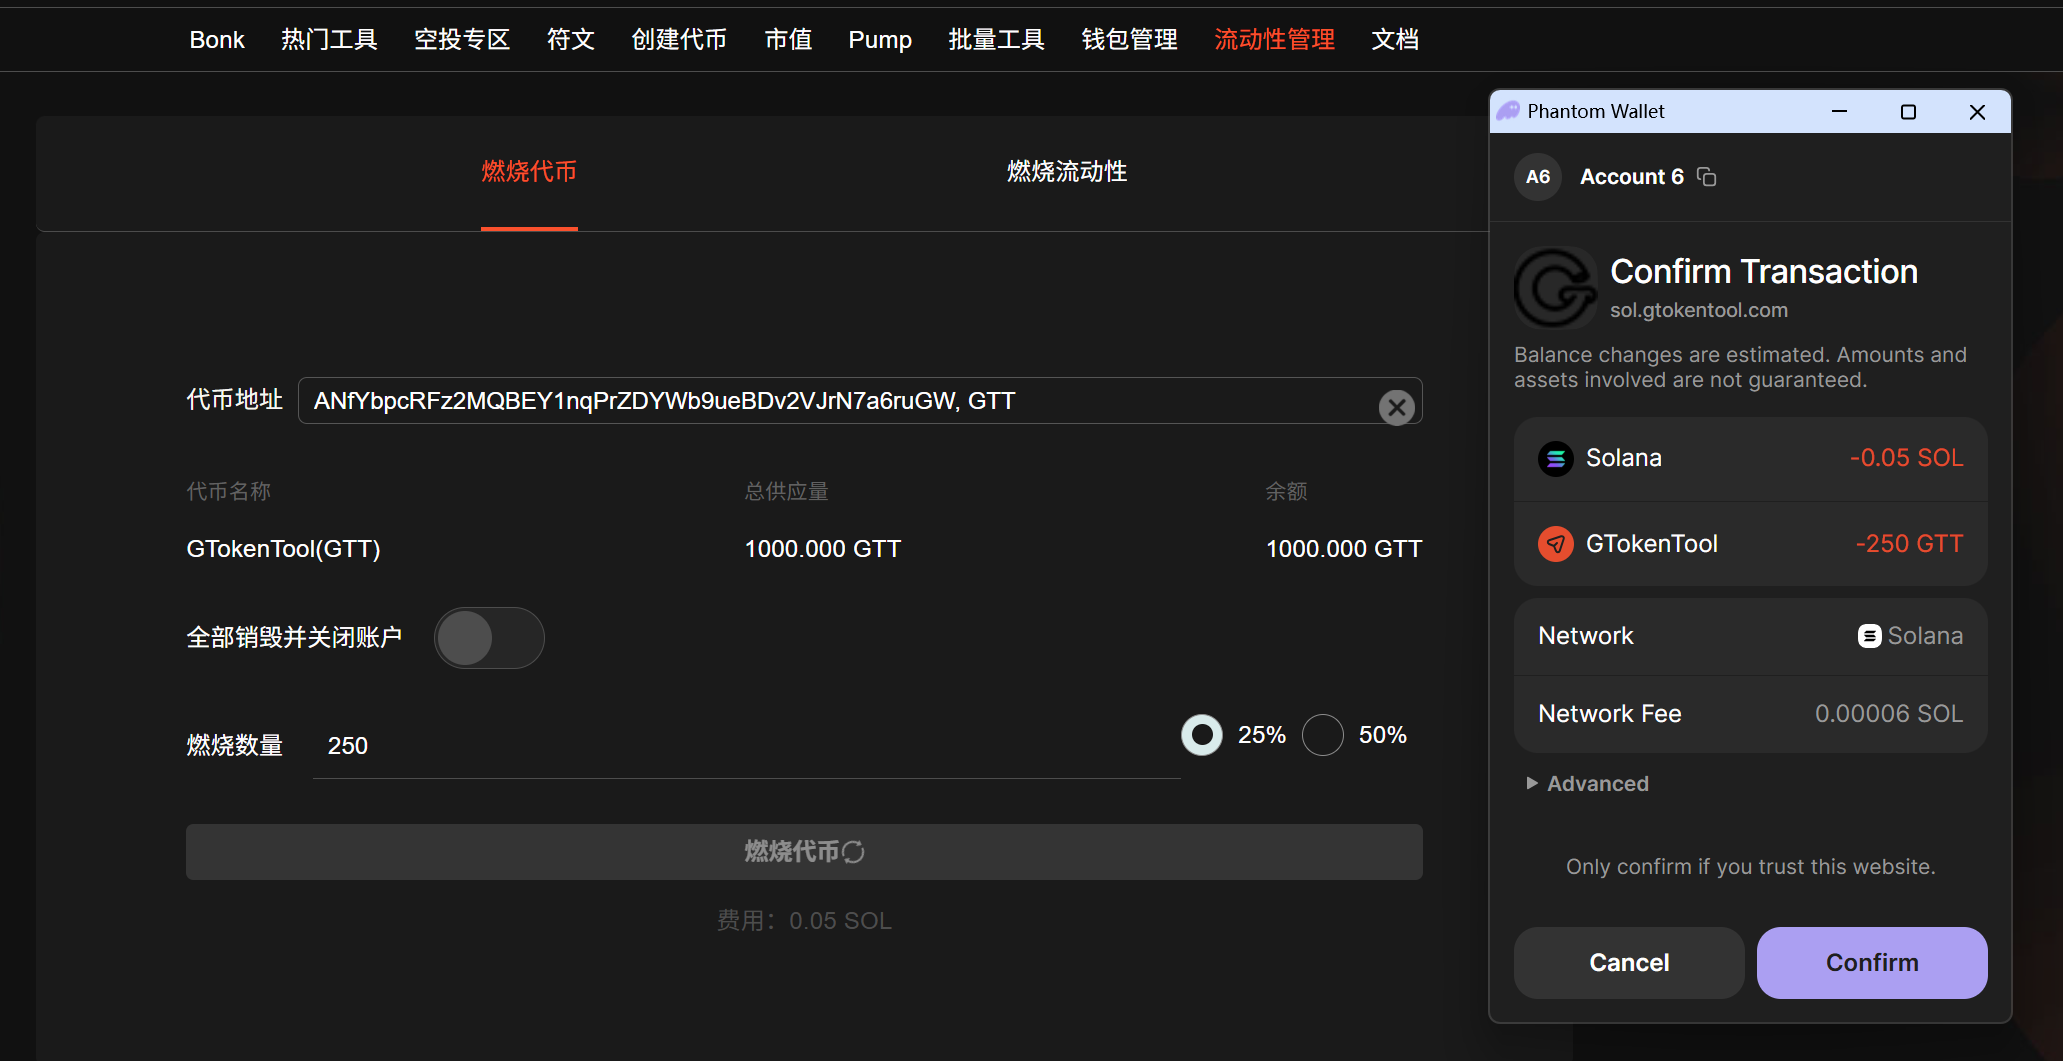 Bonk 热门工具 空投专区 符文 创建代币 市值 Pump 批量工具 钱包管理 流动性管理 文档
燃烧代币 燃烧流动性
代币地址 ANfYbpcRFz2MQBEY1nqPrZDYWb9ueBDv2VJrN7a6ruGW, GTT
代币名称 总供应量 余额
GTokenTool(GTT) 1000.000 GTT 1000.000 GTT
全部销毁并关闭账户
燃烧数量 250 25% 50%
燃烧代币
费用：0.05 SOL
Phantom Wallet
A6 Account 6
Confirm Transaction
sol.gtokentool.com
Balance changes are estimated. Amounts and
assets involved are not guaranteed.
Solana -0.05 SOL
GTokenTool -250 GTT
Network Solana
Network Fee 0.00006 SOL
Advanced
Only confirm if you trust this website.
Cancel Confirm